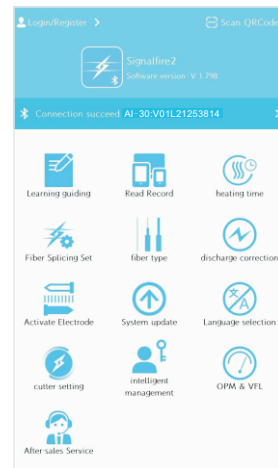 Login/Register >
Scan QRCode
Signalfire2
Software version V 1.798
Connection succeed AI-30:V01L21253814
Learning guiding
Read Record
heating time
Fiber Splicing Set
fiber type
discharge correction
Activate Electrode
System update
Language selection
cutter setting
intelligent
management
OPM & VFL
After-sales Service